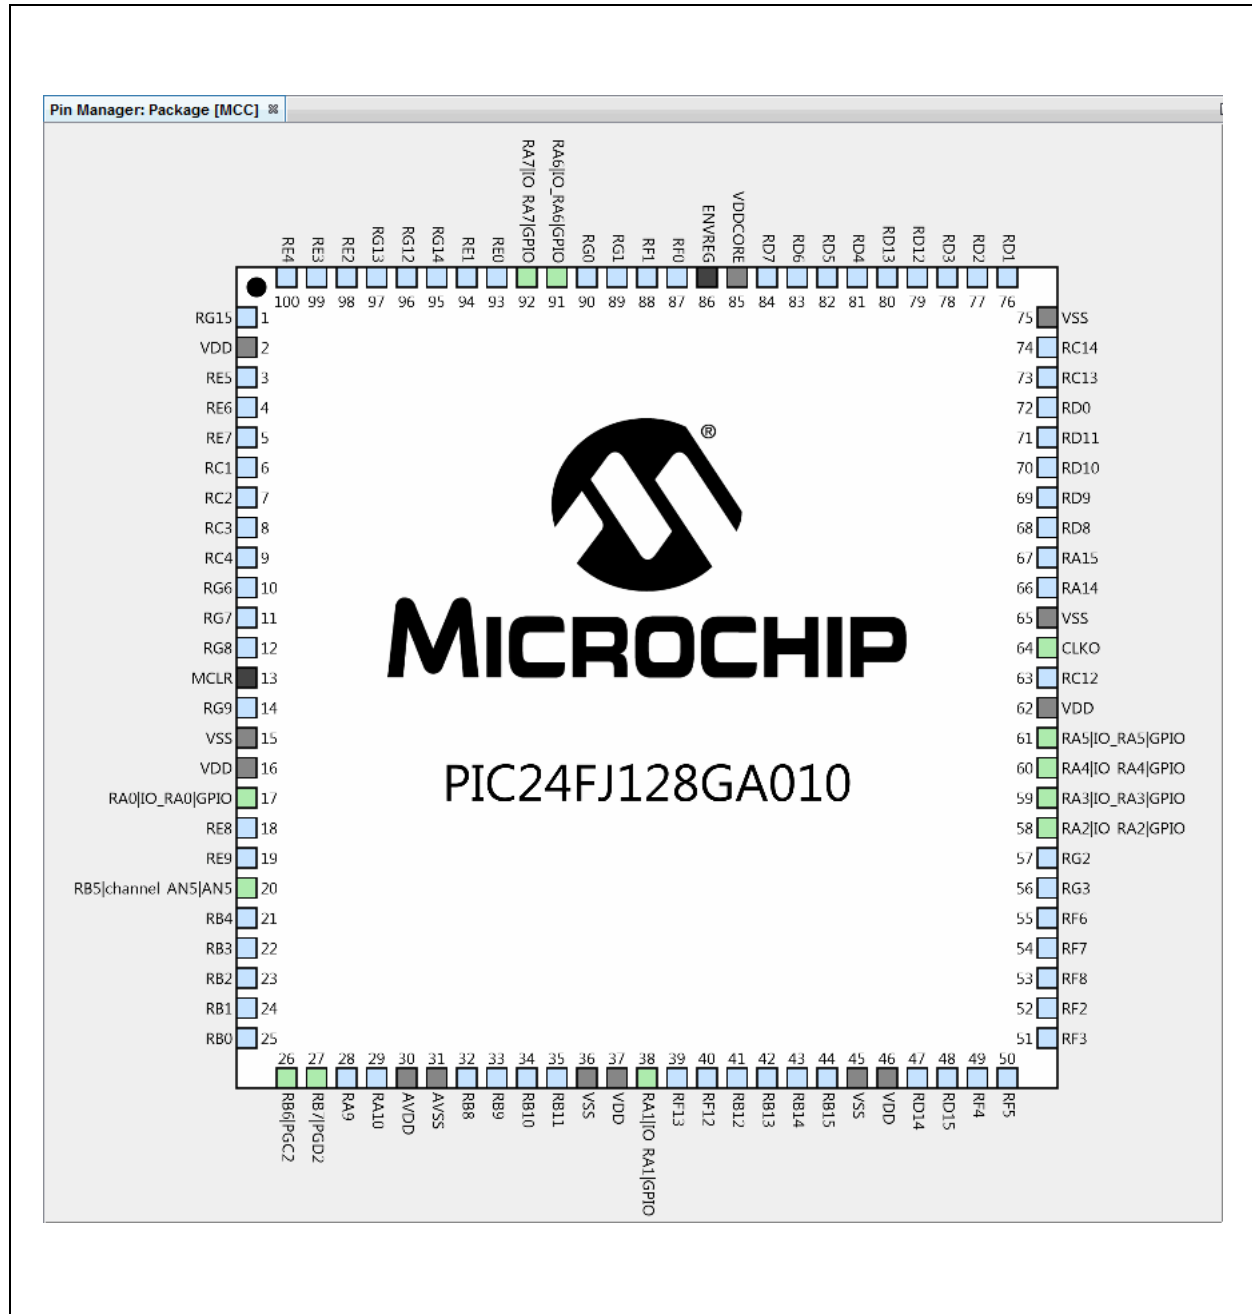 Pin Manager: Package [MCC]
RE4
RE3
RE2
RG13
RG12
RG14
RE1
RE0
RA7|IO RA7|GPIO
RA6|IO_RA6|GPIO
RG0
RG1
RF1
RF0
ENVREG
VDDCORE
RD7
RD6
RD5
RD4
RD13
RD12
RD3
RD2
RD1
100 99 98 97 96 95 94 93 92 91 90 89 88 87 86 85 84 83 82 81 80 79 78 77 76
RG15 1
VDD 2
RE5 3
RE6 4
RE7 5
RC1 6
RC2 7
RC3 8
RC4 9
RG6 10
RG7 11
RG8 12
MCLR 13
RG9 14
VSS 15
VDD 16
RA0|IO_RA0|GPIO 17
RE8 18
RE9 19
RB5|channel AN5|AN5 20
RB4 21
RB3 22
RB2 23
RB1 24
RB0 25
®
MICROCHIP
PIC24FJ128GA010
75 VSS
74 RC14
73 RC13
72 RD0
71 RD11
70 RD10
69 RD9
68 RD8
67 RA15
66 RA14
65 VSS
64 CLKO
63 RC12
62 VDD
61 RA5|IO_RA5|GPIO
60 RA4|IO_RA4|GPIO
59 RA3|IO_RA3|GPIO
58 RA2|IO RA2|GPIO
57 RG2
56 RG3
55 RF6
54 RF7
53 RF8
52 RF2
51 RF3
26 27 28 29 30 31 32 33 34 35 36 37 38 39 40 41 42 43 44 45 46 47 48 49 50
RB6|PGC2
RB7|PGD2
RA9
RA10
AVDD
AVSS
RB8
RB9
RB10
RB11
VSS
VDD
RA1|IO RA1|GPIO
RF13
RF12
RB12
RB13
RB14
RB15
VSS
VDD
RD14
RD15
RF4
RF5